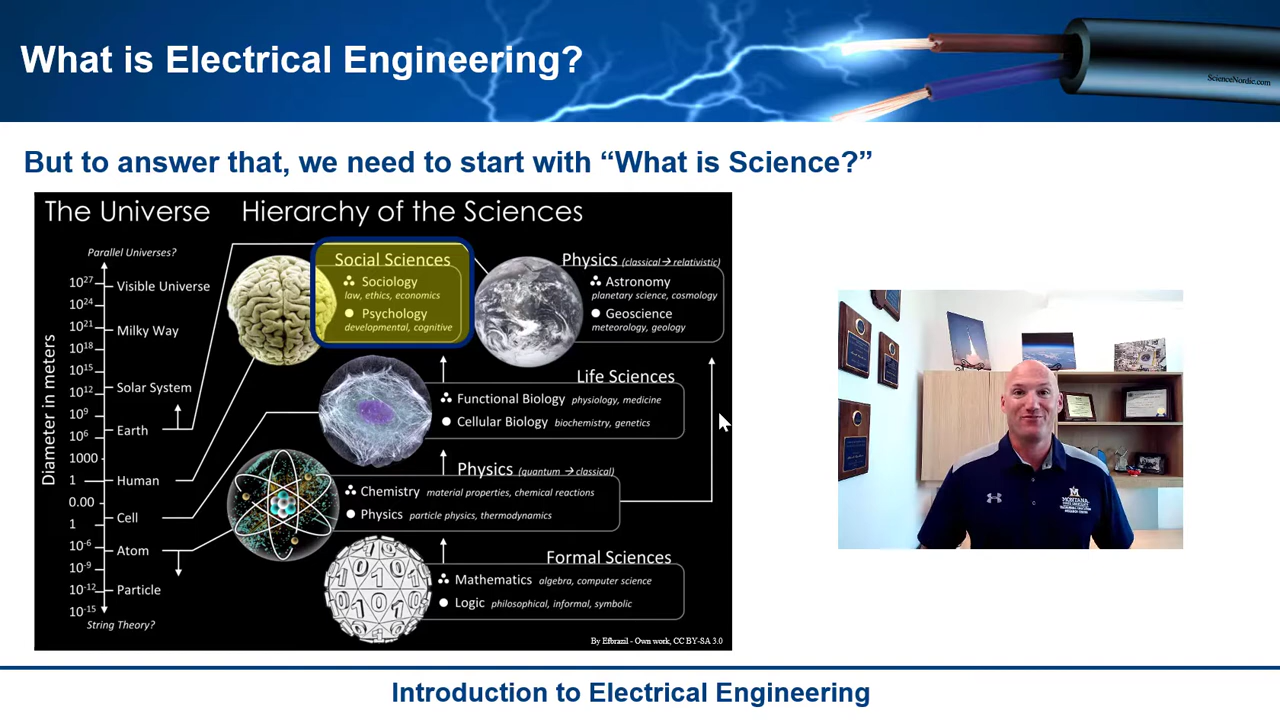 What is Electrical Engineering?
ScienceNordic.com
But to answer that, we need to start with “What is Science?”
The Universe
Hierarchy of the Sciences
Parallel Universes?
Diameter in meters
10²⁷
Visible Universe
10²⁴
10²¹
Milky Way
10¹⁸
10¹⁵
Solar System
10¹²
10⁹
Earth
10⁶
1000
1
Human
0.00
Cell
1
10⁻⁶
Atom
10⁻⁹
10⁻¹²
Particle
10⁻¹⁵
String Theory?
Social Sciences
Sociology
law, ethics, economics
Psychology
developmental, cognitive
Physics (classical → relativistic)
Astronomy
planetary science, cosmology
Geoscience
meteorology, geology
Life Sciences
Functional Biology physiology, medicine
Cellular Biology biochemistry, genetics
Physics (quantum → classical)
Chemistry material properties, chemical reactions
Physics particle physics, thermodynamics
Formal Sciences
Mathematics algebra, computer science
Logic philosophical, informal, symbolic
By Efbrazil - Own work, CC BY-SA 3.0
MONTANA
Introduction to Electrical Engineering